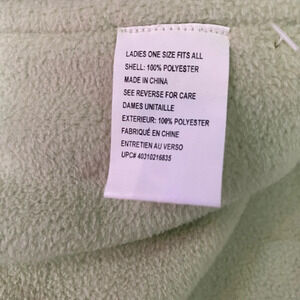 LADIES ONE SIZE FITS ALL
SHELL: 100% POLYESTER
MADE IN CHINA
SEE REVERSE FOR CARE
DAMES UNITAILLE
EXTERIEUR: 100% POLYESTER
FABRIQUÉ EN CHINE
ENTRETIEN AU VERSO
UPC# 40310216835